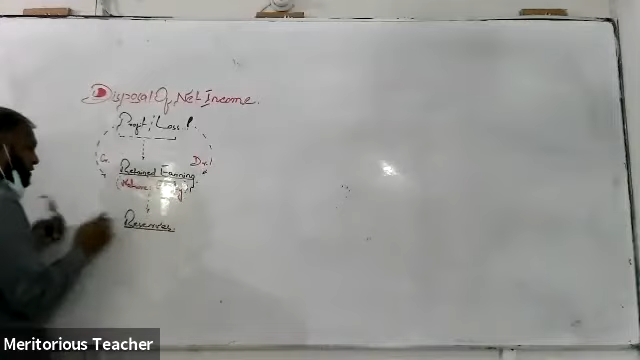 Disposal Of Net Income.
Profit / Loss
Cr
Dr
Retained Earning
Reserves
Meritorious Teacher